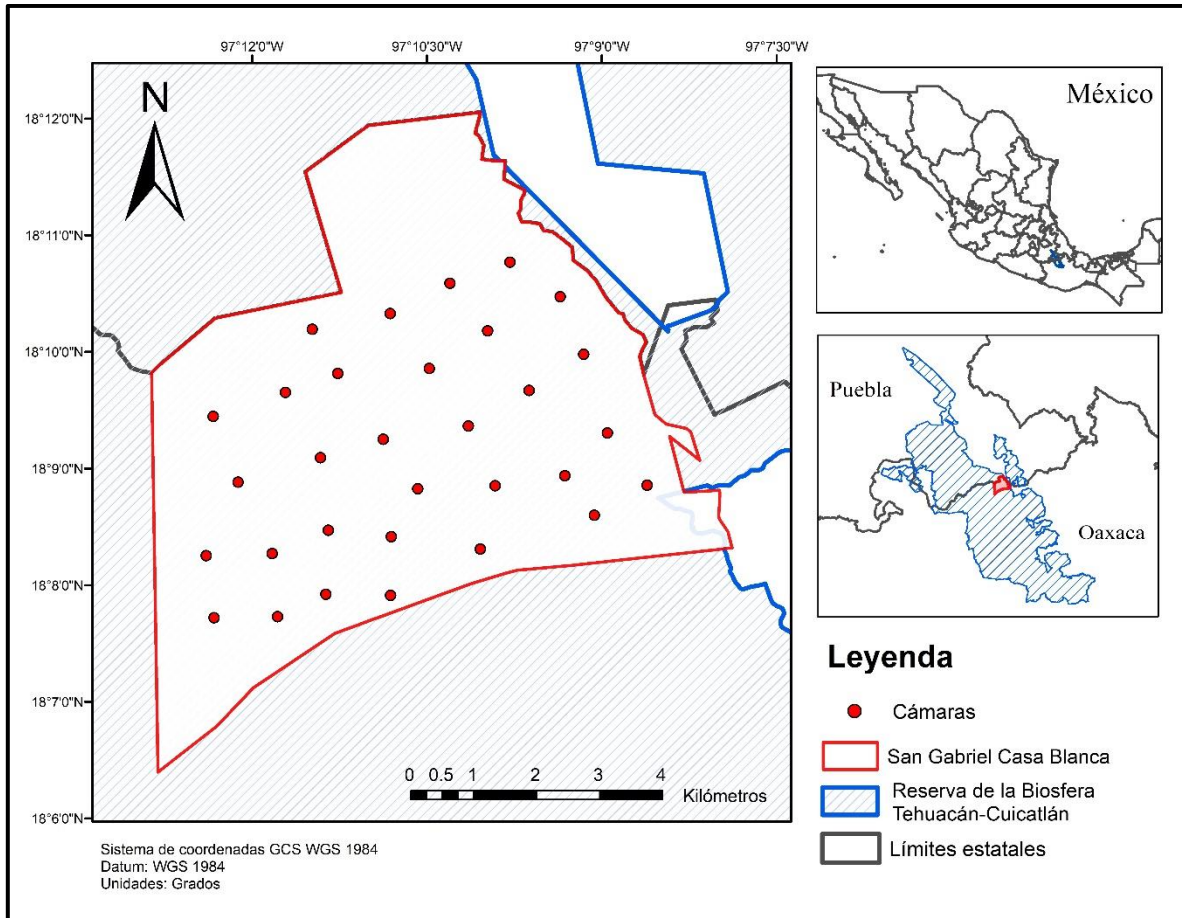 97°12'0"W
97°10'30"W
97°9'0"W
97°7'30"W
N
18°12'0"N
18°11'0"N
18°10'0"N
18°9'0"N
18°8'0"N
18°7'0"N
18°6'0"N
0 0.5 1 2 3 4
Kilómetros
Sistema de coordenadas GCS WGS 1984
Datum: WGS 1984
Unidades: Grados
México
Puebla
Oaxaca
Leyenda
Cámaras
San Gabriel Casa Blanca
Reserva de la Biosfera
Tehuacán-Cuicatlán
Límites estatales